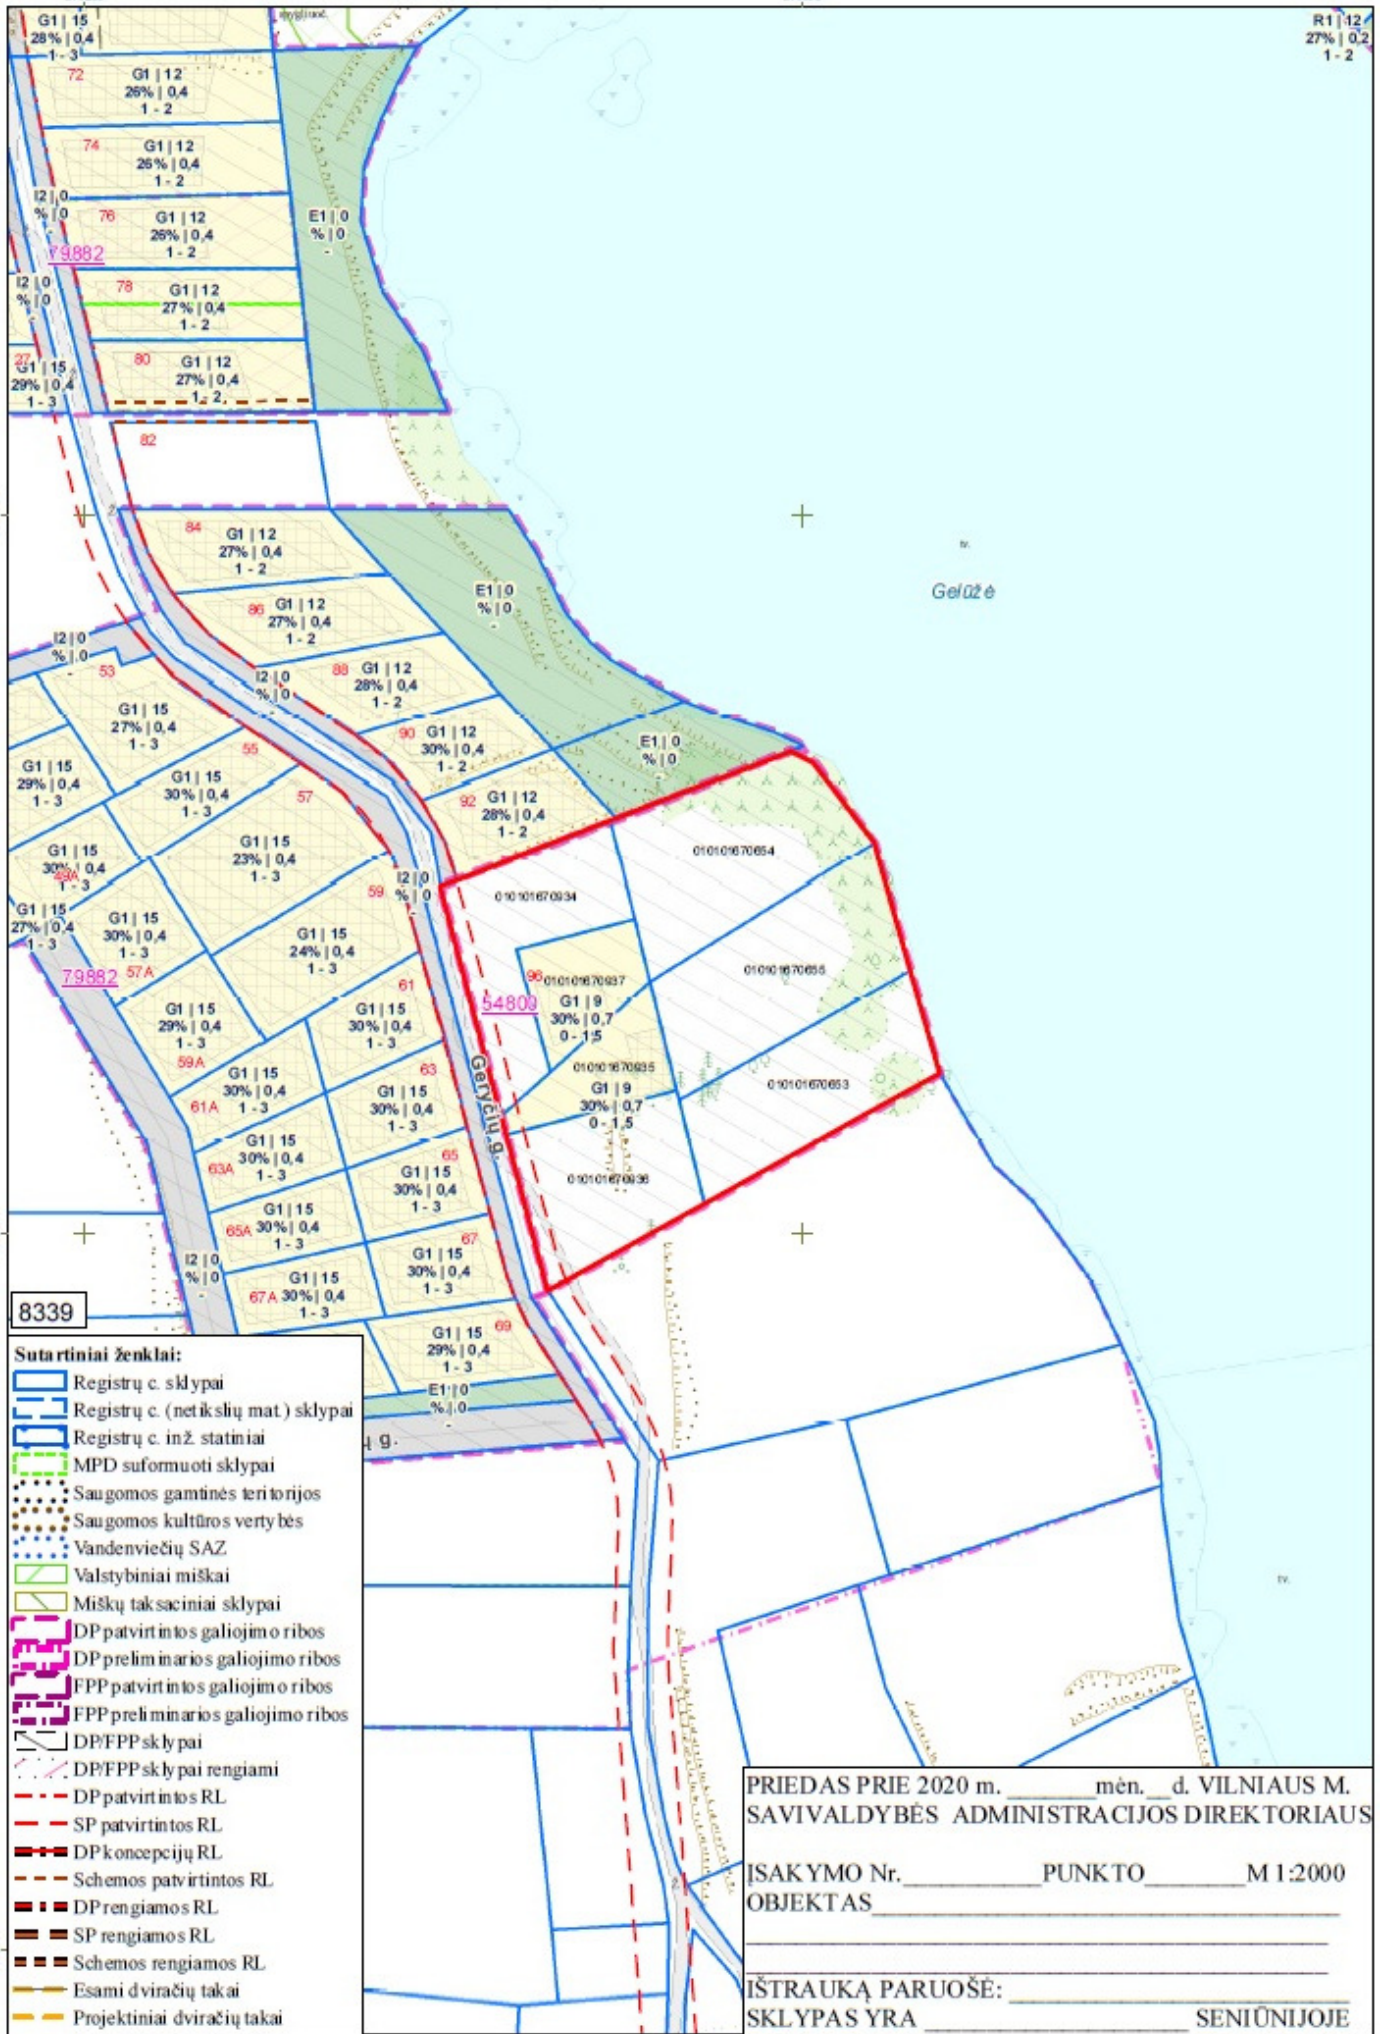 G1 | 15
28% | 0,4
1 - 3
R1 | 12
27% | 0,2
1 - 2
72
G1 | 12
26% | 0,4
1 - 2
74
G1 | 12
26% | 0,4
1 - 2
I2 | 0
% | 0
-
76
G1 | 12
26% | 0,4
1 - 2
E1 | 0
% | 0
-
79882
I2 | 0
% | 0
-
78
G1 | 12
27% | 0,4
1 - 2
27
G1 | 15
29% | 0,4
1 - 3
80
G1 | 12
27% | 0,4
1 - 2
82
84
G1 | 12
27% | 0,4
1 - 2
tv.
Gelūžė
E1 | 0
% | 0
-
86
G1 | 12
27% | 0,4
1 - 2
I2 | 0
% | 0
-
53
88
G1 | 12
28% | 0,4
1 - 2
I2 | 0
% | 0
-
G1 | 15
27% | 0,4
1 - 3
55
90
G1 | 12
30% | 0,4
1 - 2
E1 | 0
% | 0
-
G1 | 15
29% | 0,4
1 - 3
G1 | 15
30% | 0,4
1 - 3
57
92
G1 | 12
28% | 0,4
1 - 2
G1 | 15
30% | 0,4
1 - 3
49A
G1 | 15
23% | 0,4
1 - 3
59
I2 | 0
% | 0
-
010101670654
010101670934
G1 | 15
27% | 0,4
1 - 3
G1 | 15
30% | 0,4
1 - 3
57A
G1 | 15
24% | 0,4
1 - 3
79882
61
96
010101670937
G1 | 9
30% | 0,7
0 - 1,5
010101670655
54800
G1 | 15
29% | 0,4
1 - 3
59A
G1 | 15
30% | 0,4
1 - 3
63
Geryčių g.
010101670935
G1 | 9
30% | 0,7
0 - 1,5
010101670653
61A
G1 | 15
30% | 0,4
1 - 3
G1 | 15
30% | 0,4
1 - 3
63A
G1 | 15
30% | 0,4
1 - 3
65
G1 | 15
30% | 0,4
1 - 3
010101670936
65A
G1 | 15
30% | 0,4
1 - 3
67
G1 | 15
30% | 0,4
1 - 3
I2 | 0
% | 0
-
67A
G1 | 15
30% | 0,4
1 - 3
69
G1 | 15
29% | 0,4
1 - 3
E1 | 0
% | 0
-
ų g.
tv.
8339
Sutartiniai ženklai:
Registrų c. sklypai
Registrų c. (netikslių mat.) sklypai
Registrų c. inž. statiniai
MPD suformuoti sklypai
Saugomos gamtinės teritorijos
Saugomos kultūros vertybės
Vandenviečių SAZ
Valstybiniai miškai
Miškų taksaciniai sklypai
DP patvirtintos galiojimo ribos
DP preliminarios galiojimo ribos
FPP patvirtintos galiojimo ribos
FPP preliminarios galiojimo ribos
DP/FPP sklypai
DP/FPP sklypai rengiami
DP patvirtintos RL
SP patvirtintos RL
DP koncepcijų RL
Schemos patvirtintos RL
DP rengiamos RL
SP rengiamos RL
Schemos rengiamos RL
Esami dviračių takai
Projektiniai dviračių takai
PRIEDAS PRIE 2020 m. _______ mėn. __ d. VILNIAUS M.
SAVIVALDYBĖS ADMINISTRACIJOS DIREKTORIAUS
ĮSAKYMO Nr. __________ PUNKTO _______ M 1:2000
OBJEKTAS
IŠTRAUKĄ PARUOŠĖ:
SKLYPAS YRA ___________________ SENIŪNIJOJE